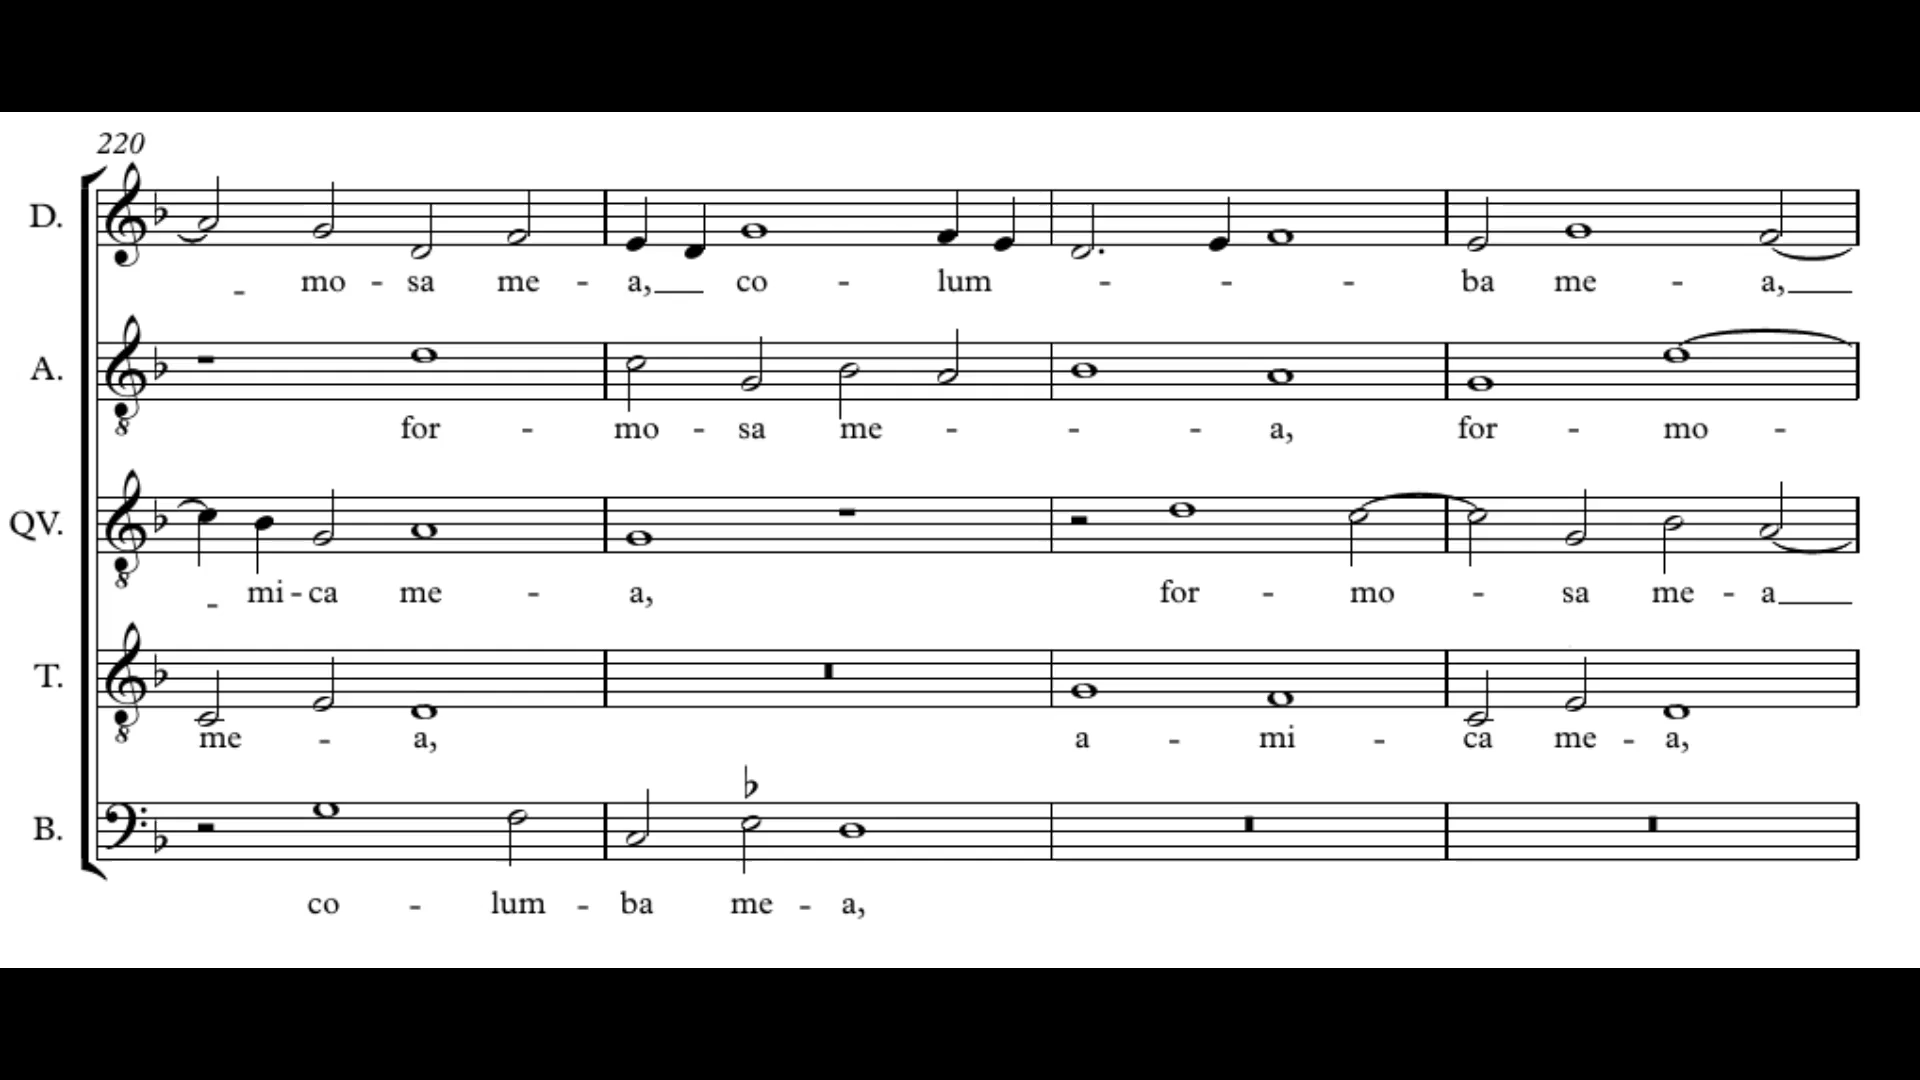 220
D.
mo - sa me - a, co - lum - - - ba me - a,
A.
for - mo - sa me - - - a, for - mo -
QV.
- mi - ca me - a, for - mo - sa me - a
T.
me - a, a - mi - ca me - a,
B.
co - lum - ba me - a,